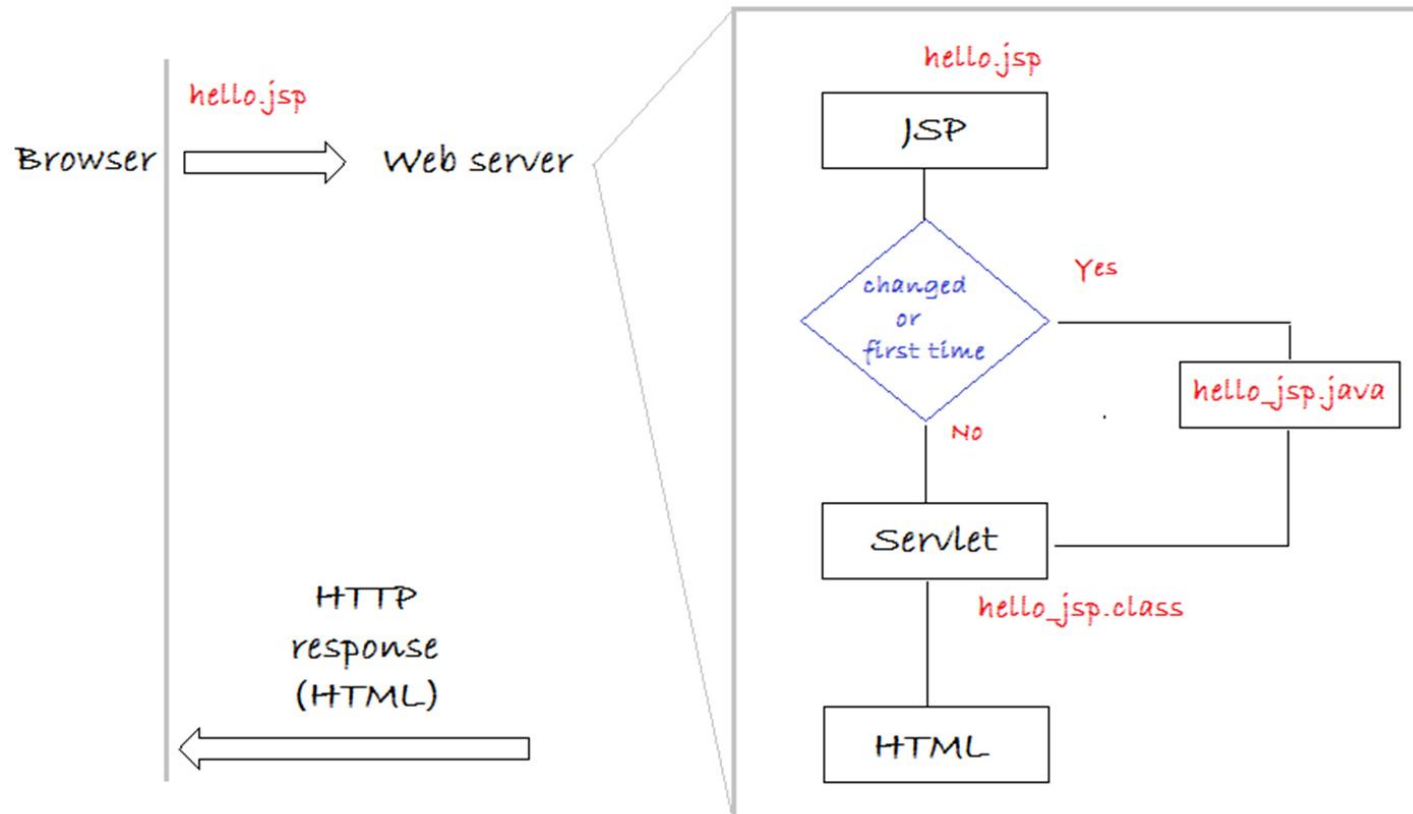 hello.jsp
Browser
Web server
HTTP
response
(HTML)
hello.jsp
JSP
changed
or
first time
Yes
hello_jsp.java
No
Servlet
hello_jsp.class
HTML